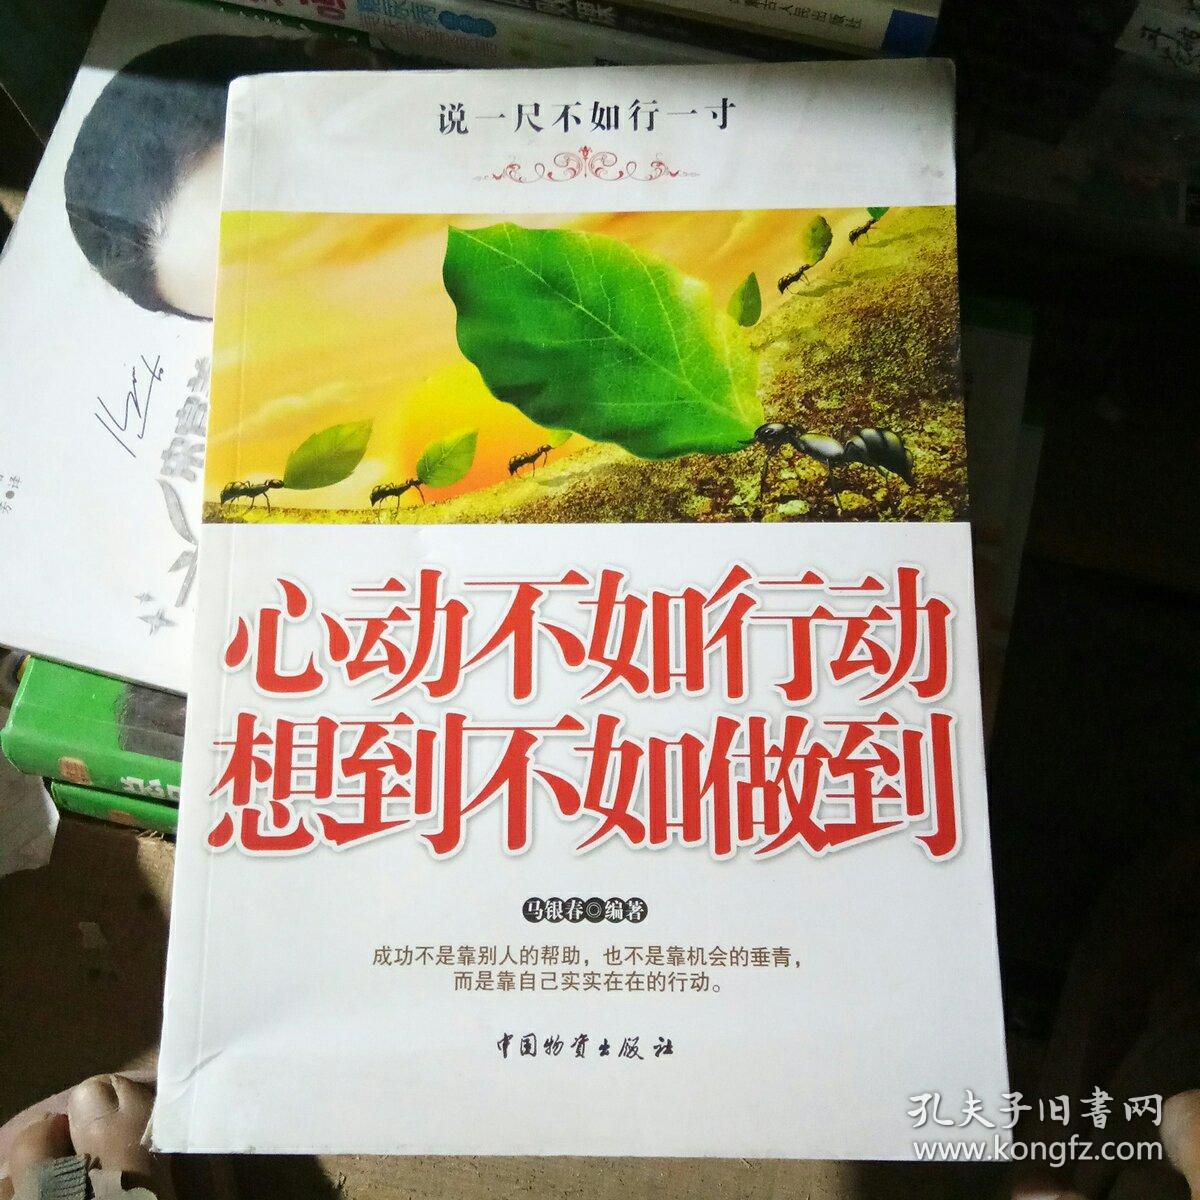 说一尺不如行一寸
心动不如行动
想到不如做到
马银春◎编著
成功不是靠别人的帮助，也不是靠机会的垂青，
而是靠自己实实在在的行动。
中国物资出版社
孔夫子旧書网
www.kongfz.com